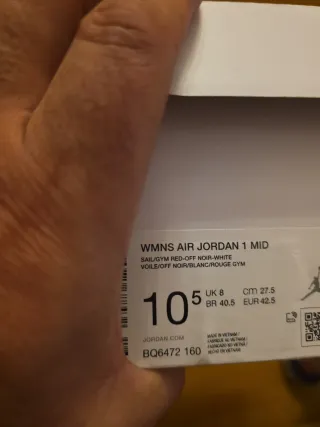 WMNS AIR JORDAN 1 MID
SAIL/GYM RED-OFF NOIR-WHITE
VOILE/OFF NOIR/BLANC/ROUGE GYM
10⁵
UK 8 cm 27.5
BR 40.5 EUR 42.5
JORDAN.COM
BQ6472 160
MADE IN VIETNAM /